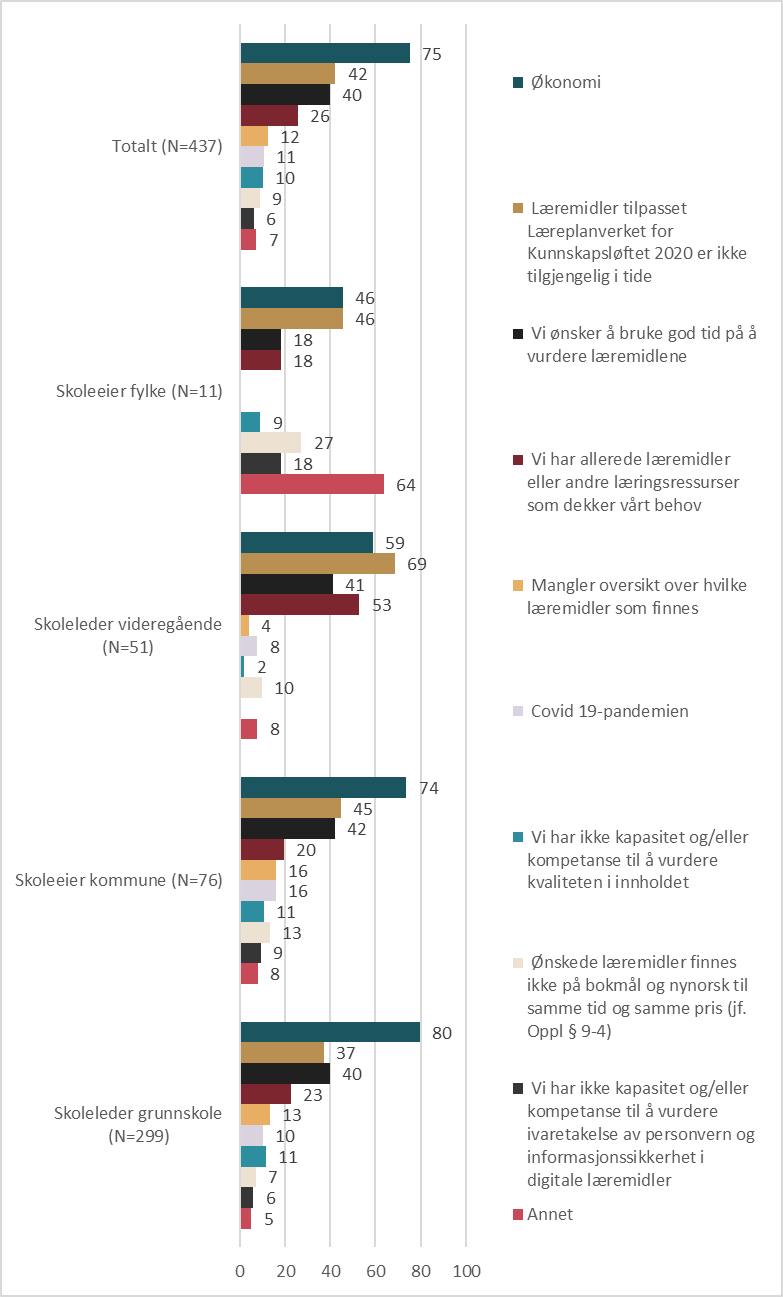 Totalt (N=437)
75
42
40
26
12
11
10
9
6
7
Skoleeier fylke (N=11)
46
46
18
18
9
27
18
64
Skoleleder videregående
(N=51)
59
69
41
53
4
8
2
10
8
Skoleeier kommune (N=76)
74
45
42
20
16
16
11
13
9
8
Skoleleder grunnskole
(N=299)
80
37
40
23
13
10
11
7
6
5
0
20
40
60
80
100
Økonomi
Læremidler tilpasset
Læreplanverket for
Kunnskapsløftet 2020 er ikke
tilgjengelig i tide
Vi ønsker å bruke god tid på å
vurdere læremidlene
Vi har allerede læremidler
eller andre læringsressurser
som dekker vårt behov
Mangler oversikt over hvilke
læremidler som finnes
Covid 19-pandemien
Vi har ikke kapasitet og/eller
kompetanse til å vurdere
kvaliteten i innholdet
Ønskede læremidler finnes
ikke på bokmål og nynorsk til
samme tid og samme pris (jf.
Oppl § 9-4)
Vi har ikke kapasitet og/eller
kompetanse til å vurdere
ivaretakelse av personvern og
informasjonssikkerhet i
digitale læremidler
Annet